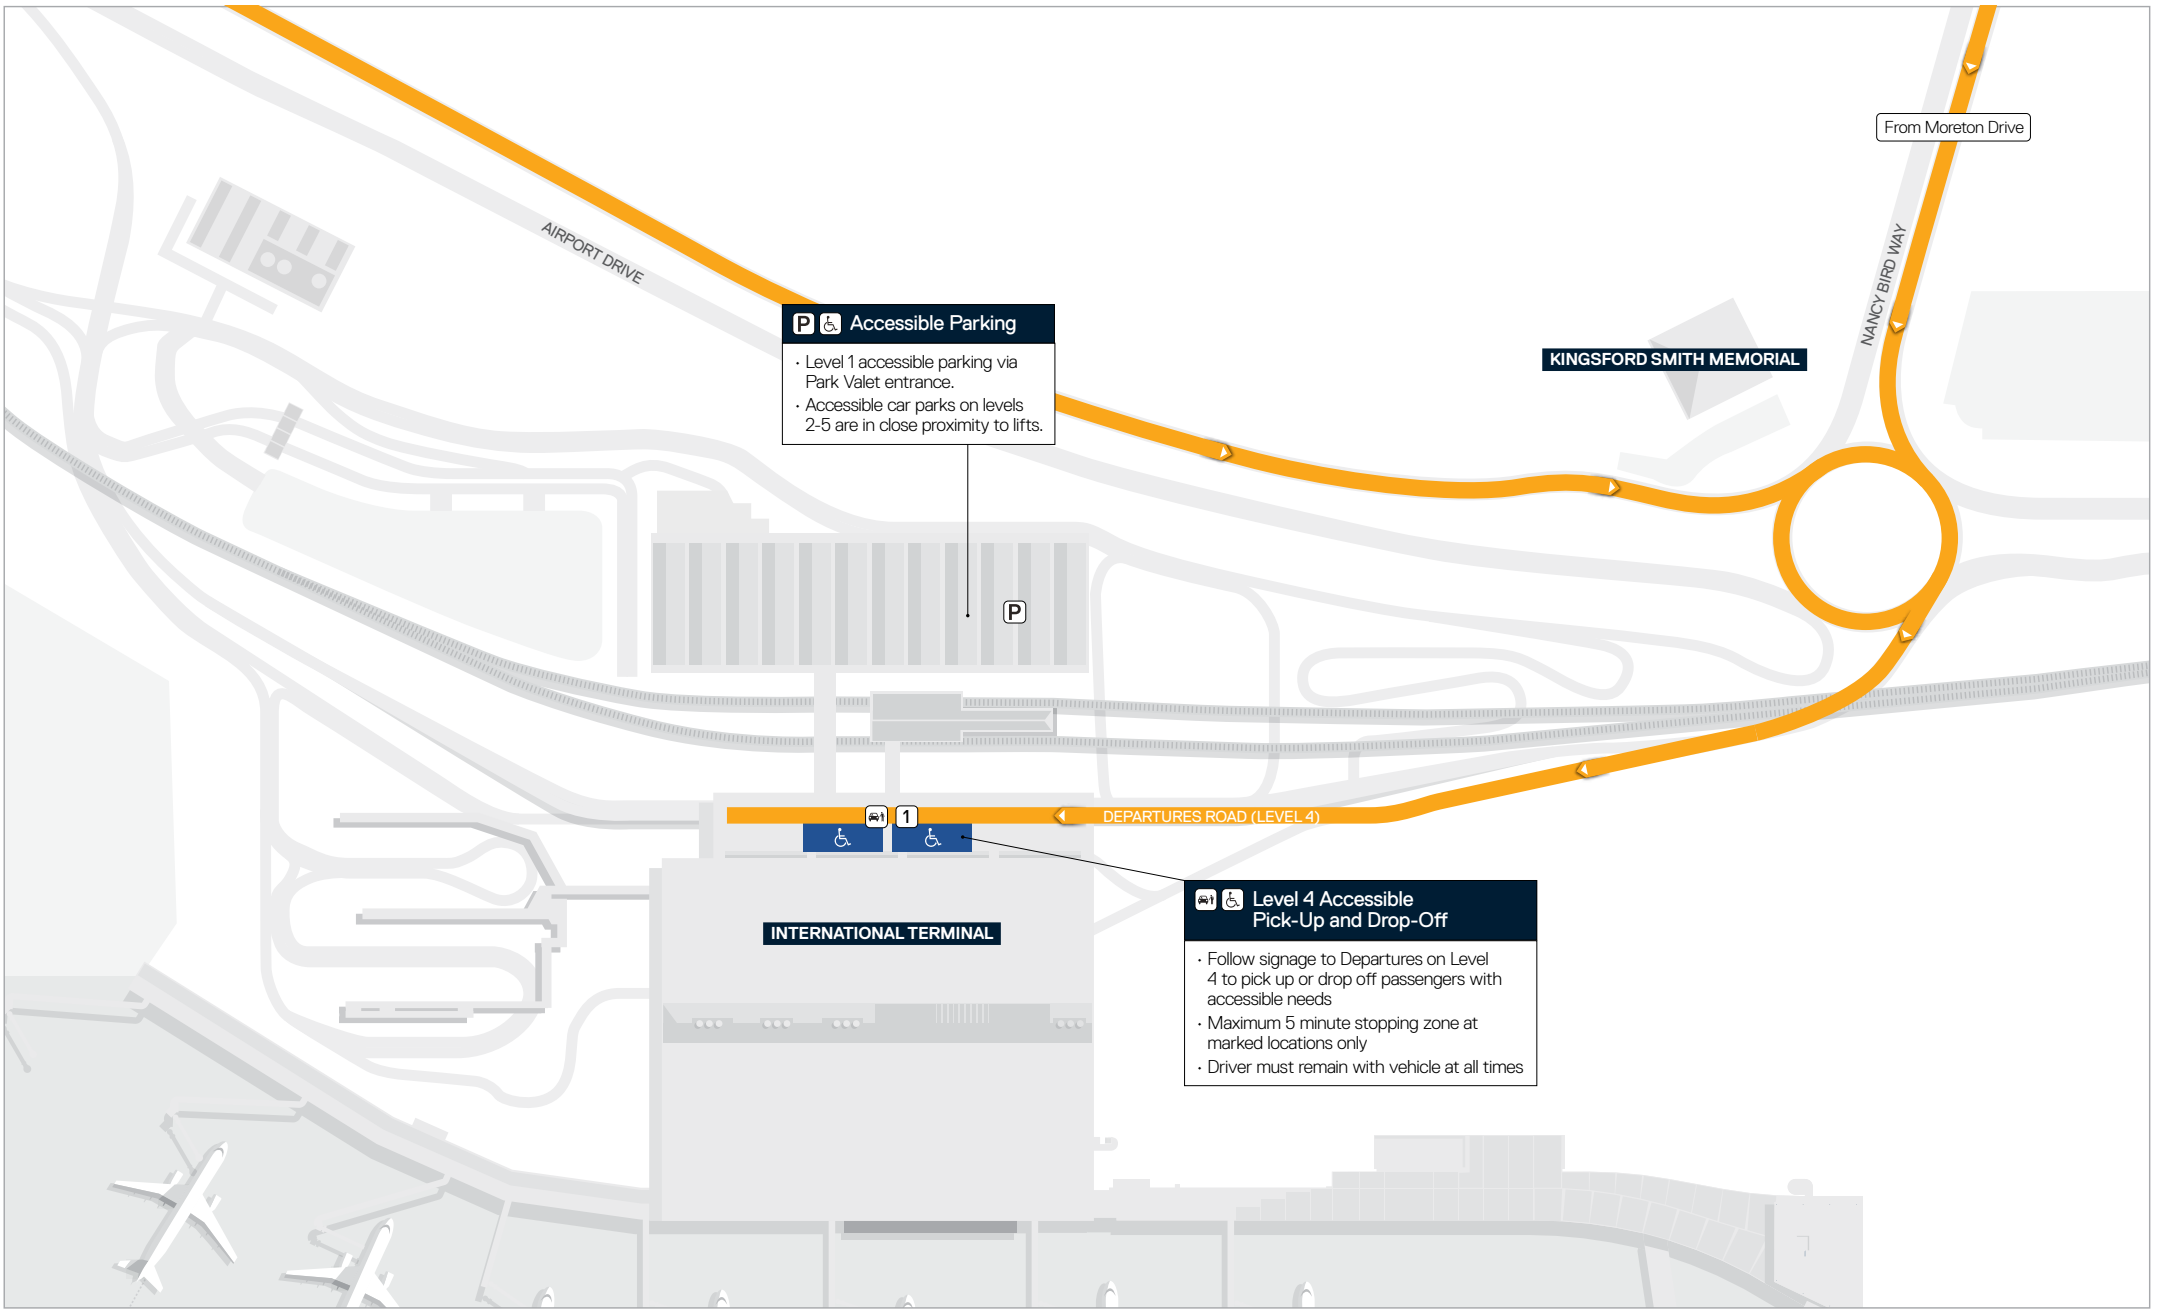 From Moreton Drive
AIRPORT DRIVE
NANCY BIRD WAY
P Accessible Parking
· Level 1 accessible parking via
Park Valet entrance.
· Accessible car parks on levels
2-5 are in close proximity to lifts.
KINGSFORD SMITH MEMORIAL
P
1
DEPARTURES ROAD (LEVEL 4)
INTERNATIONAL TERMINAL
Level 4 Accessible
Pick-Up and Drop-Off
· Follow signage to Departures on Level
4 to pick up or drop off passengers with
accessible needs
· Maximum 5 minute stopping zone at
marked locations only
· Driver must remain with vehicle at all times